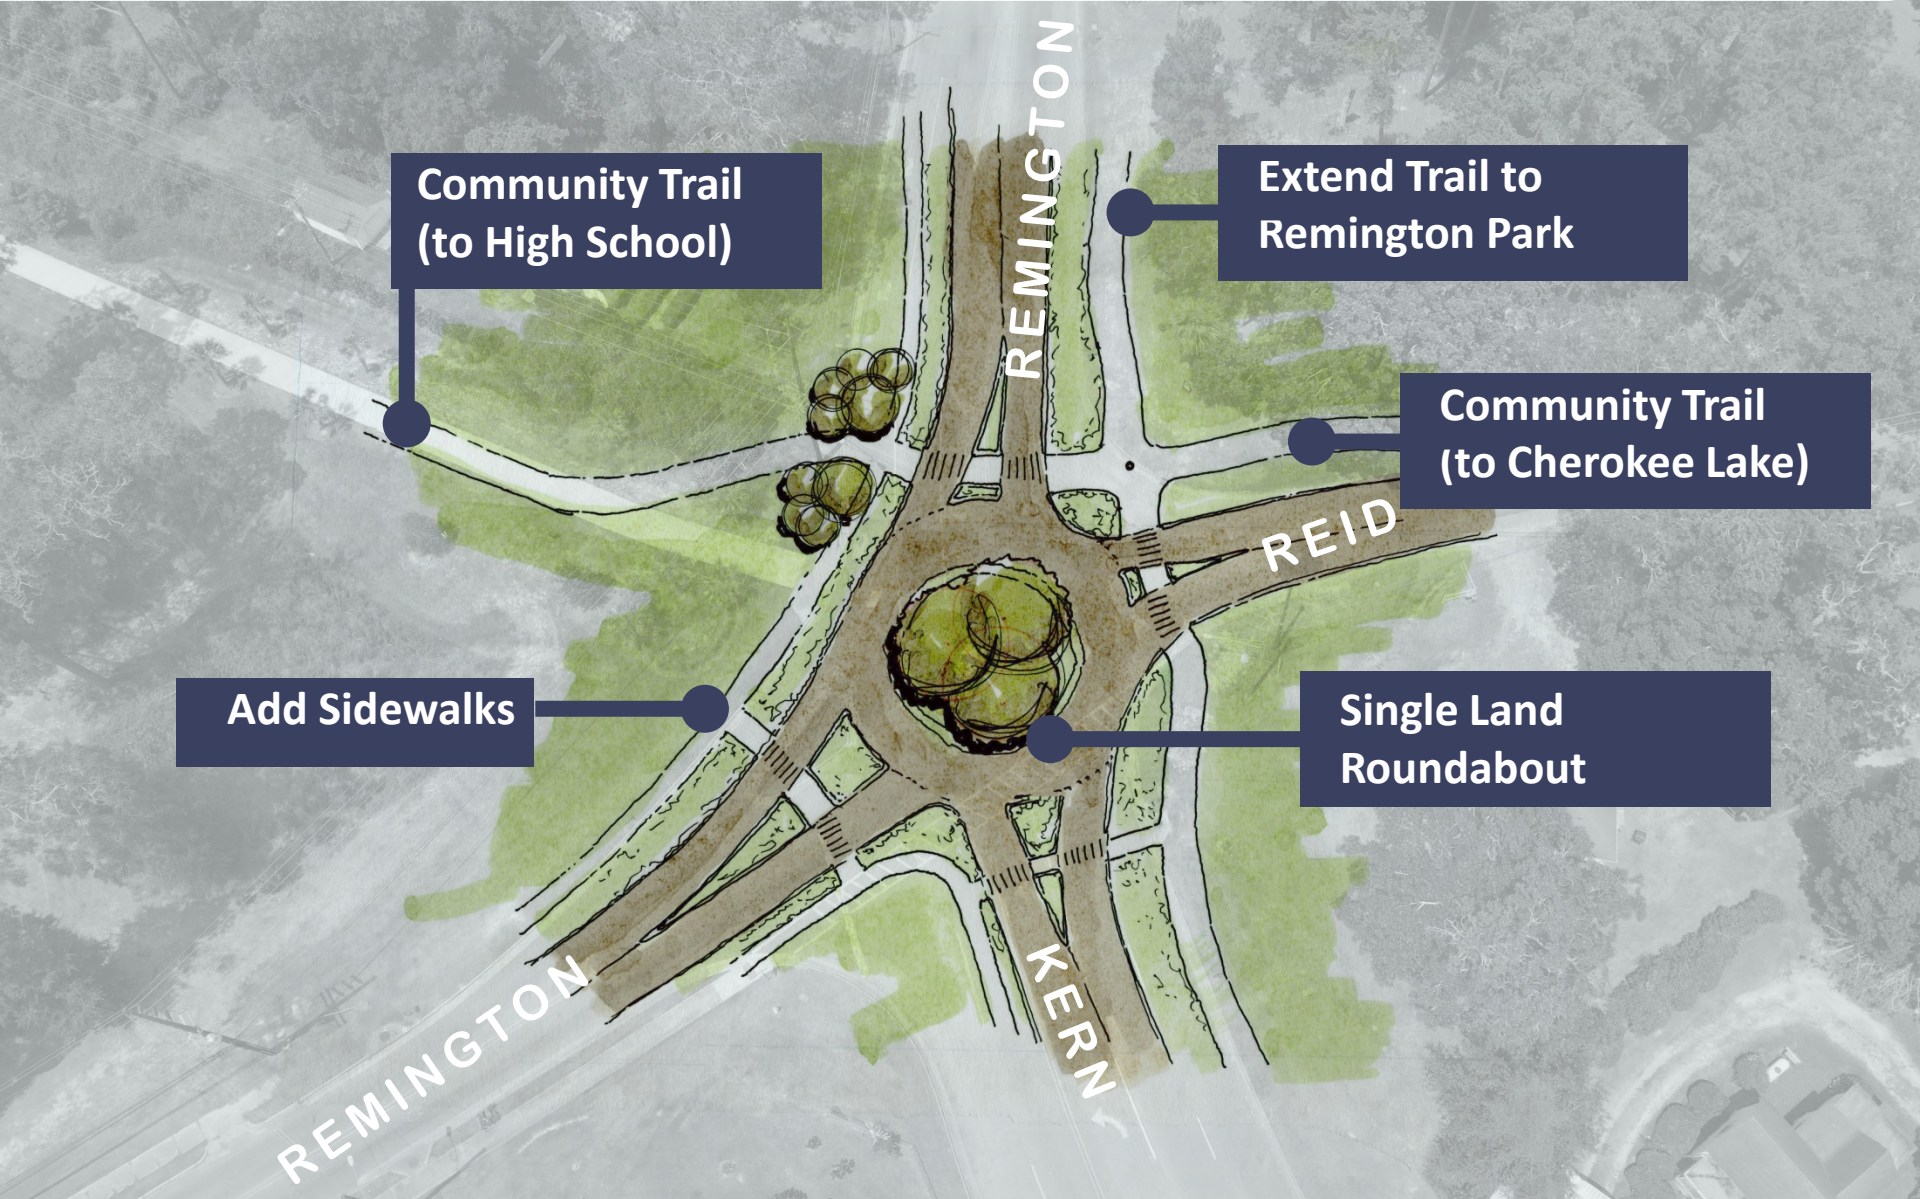 REMINGTON
Community Trail
(to High School)
Extend Trail to
Remington Park
Community Trail
(to Cherokee Lake)
REID
Add Sidewalks
Single Land
Roundabout
KERN
REMINGTON